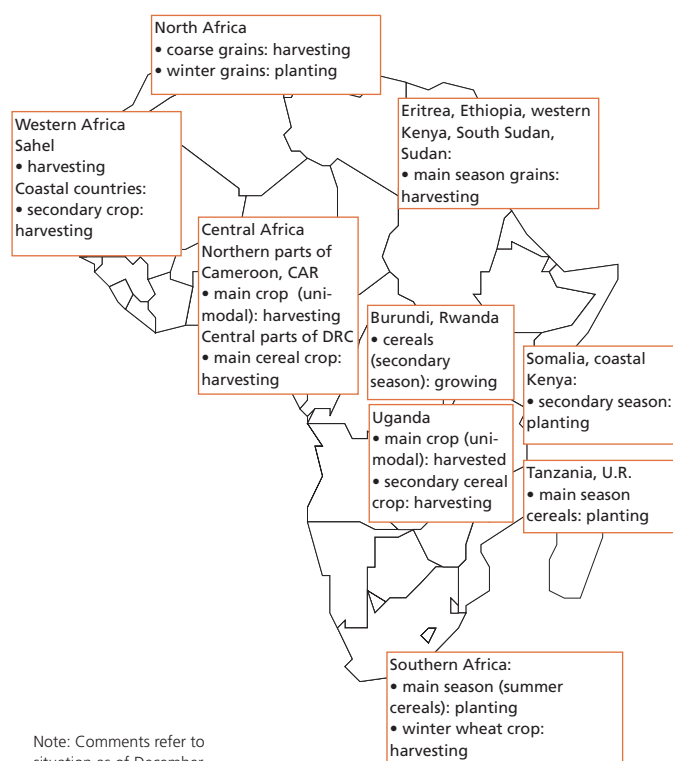 North Africa
• coarse grains: harvesting
• winter grains: planting
Eritrea, Ethiopia, western
Kenya, South Sudan,
Sudan:
• main season grains:
harvesting
Western Africa
Sahel
• harvesting
Coastal countries:
• secondary crop:
harvesting
Central Africa
Northern parts of
Cameroon, CAR
• main crop (uni-
modal): harvesting
Central parts of DRC
• main cereal crop:
harvesting
Burundi, Rwanda
• cereals
(secondary
season): growing
Somalia, coastal
Kenya:
• secondary season:
planting
Uganda
• main crop (uni-
modal): harvested
• secondary cereal
crop: harvesting
Tanzania, U.R.
• main season
cereals: planting
Southern Africa:
• main season (summer
cereals): planting
• winter wheat crop:
harvesting
Note: Comments refer to
situation as of December